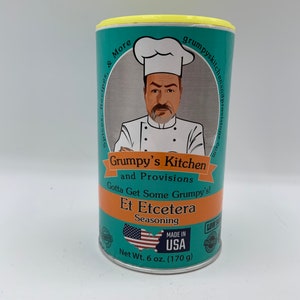 & More
Grumpy's Kitchen
and Provisions
Gotta Get Some Grumpy's!
Et Etcetera
Seasoning
MADE IN
USA
Net Wt. 6 oz. (170 g)